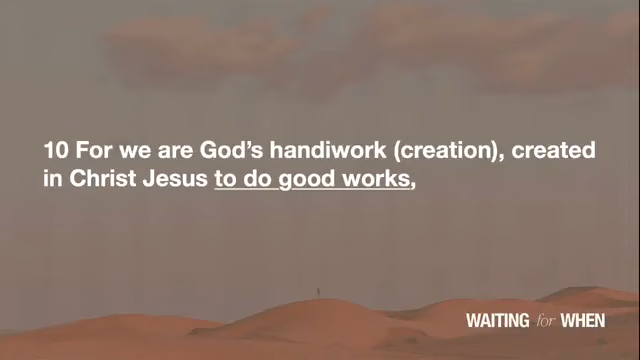 10 For we are God’s handiwork (creation), created
in Christ Jesus to do good works,
WAITING for WHEN